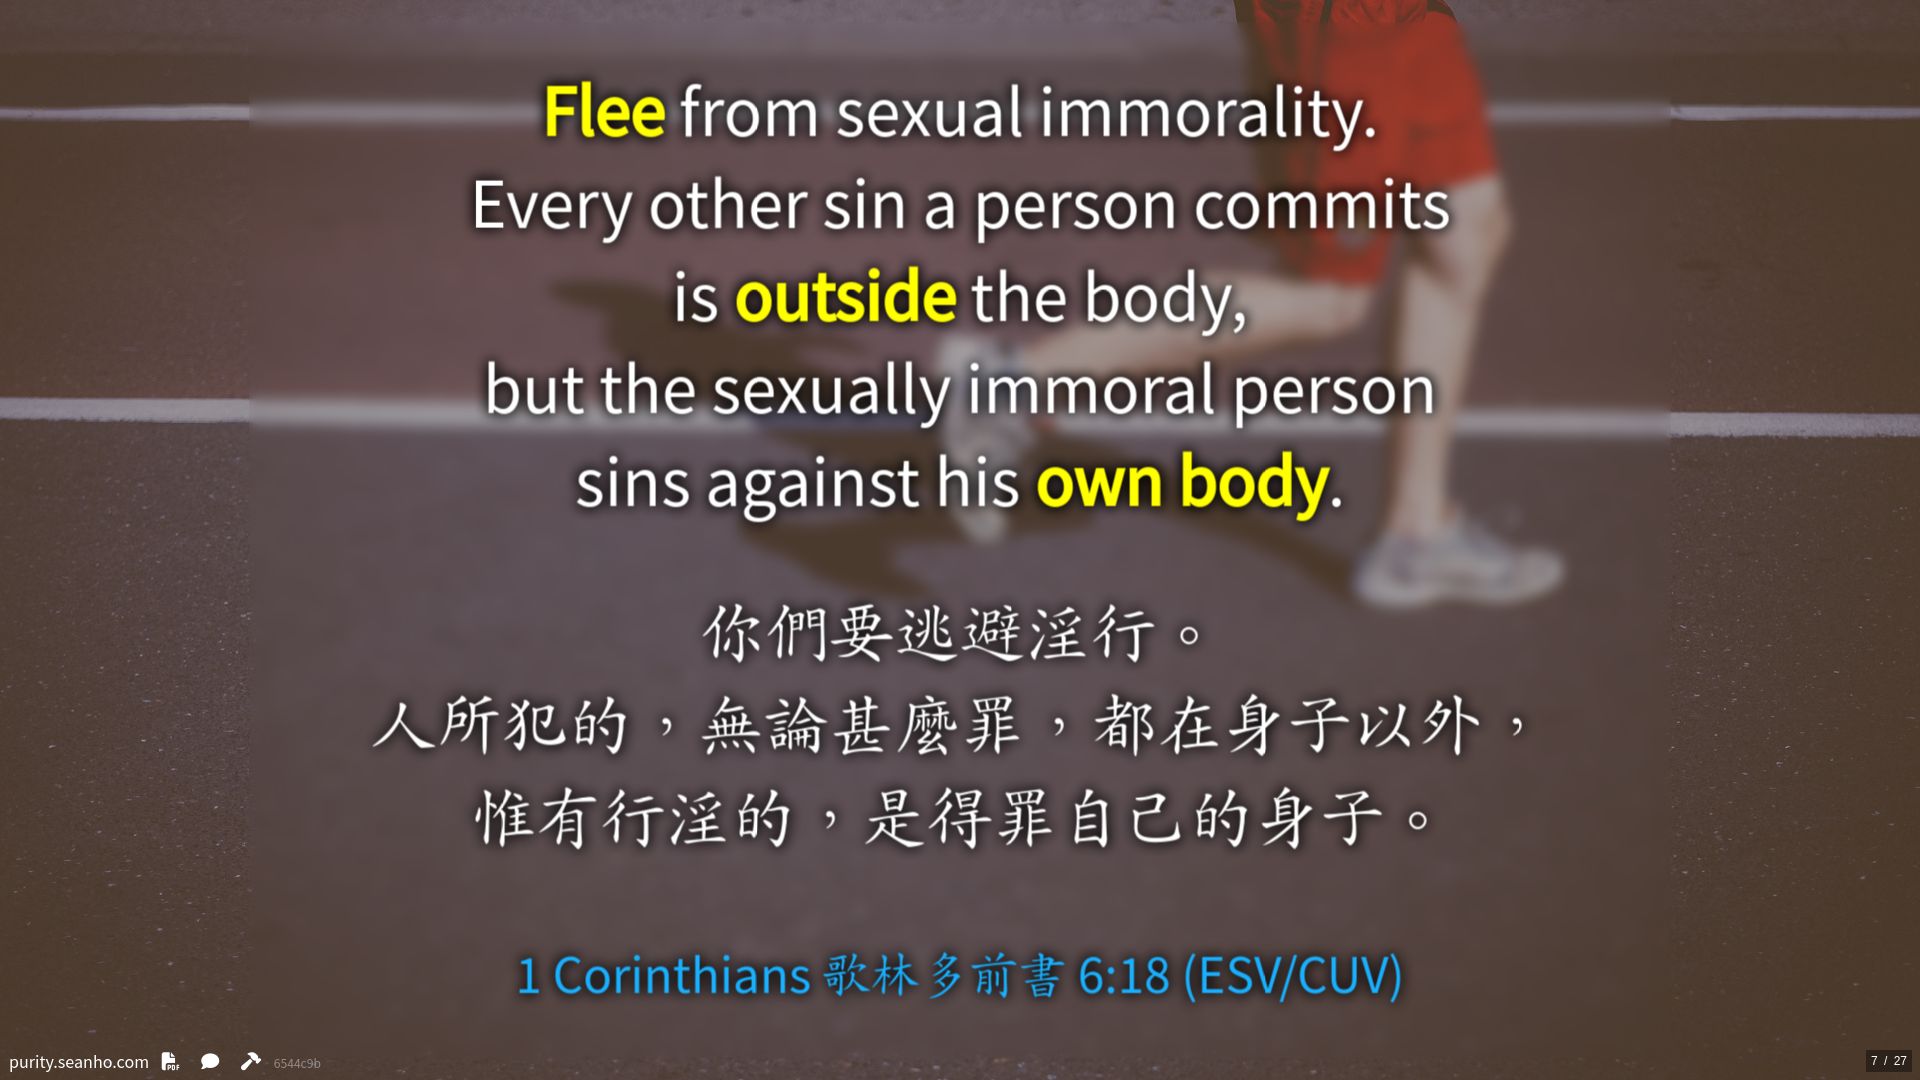 Flee from sexual immorality.
Every other sin a person commits
is outside the body,
but the sexually immoral person
sins against his own body.
你們要逃避淫行。
人所犯的，無論甚麼罪，都在身子以外，
惟有行淫的，是得罪自己的身子。
1 Corinthians 歌林多前書 6:18 (ESV/CUV)
purity.seanho.com PDF 6544c9b
7 / 27